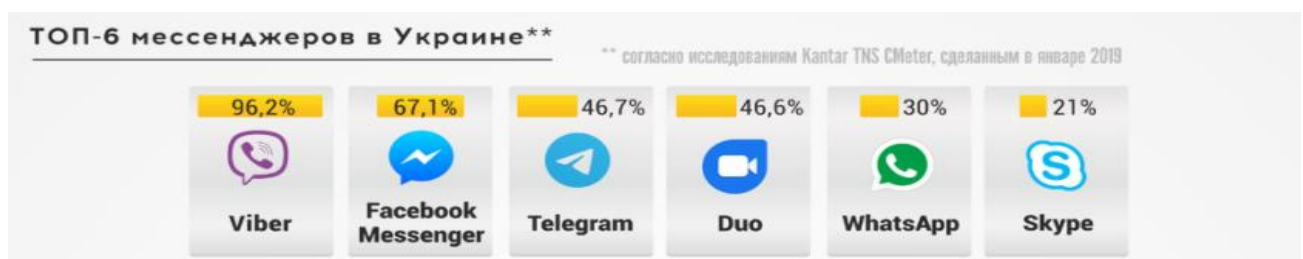 ТОП-6 мессенджеров в Украине**
** согласно исследованиям Kantar TNS CMeter, сделанным в январе 2019
96,2% 67,1% 46,7% 46,6% 30% 21%
Viber Facebook Messenger Telegram Duo WhatsApp Skype